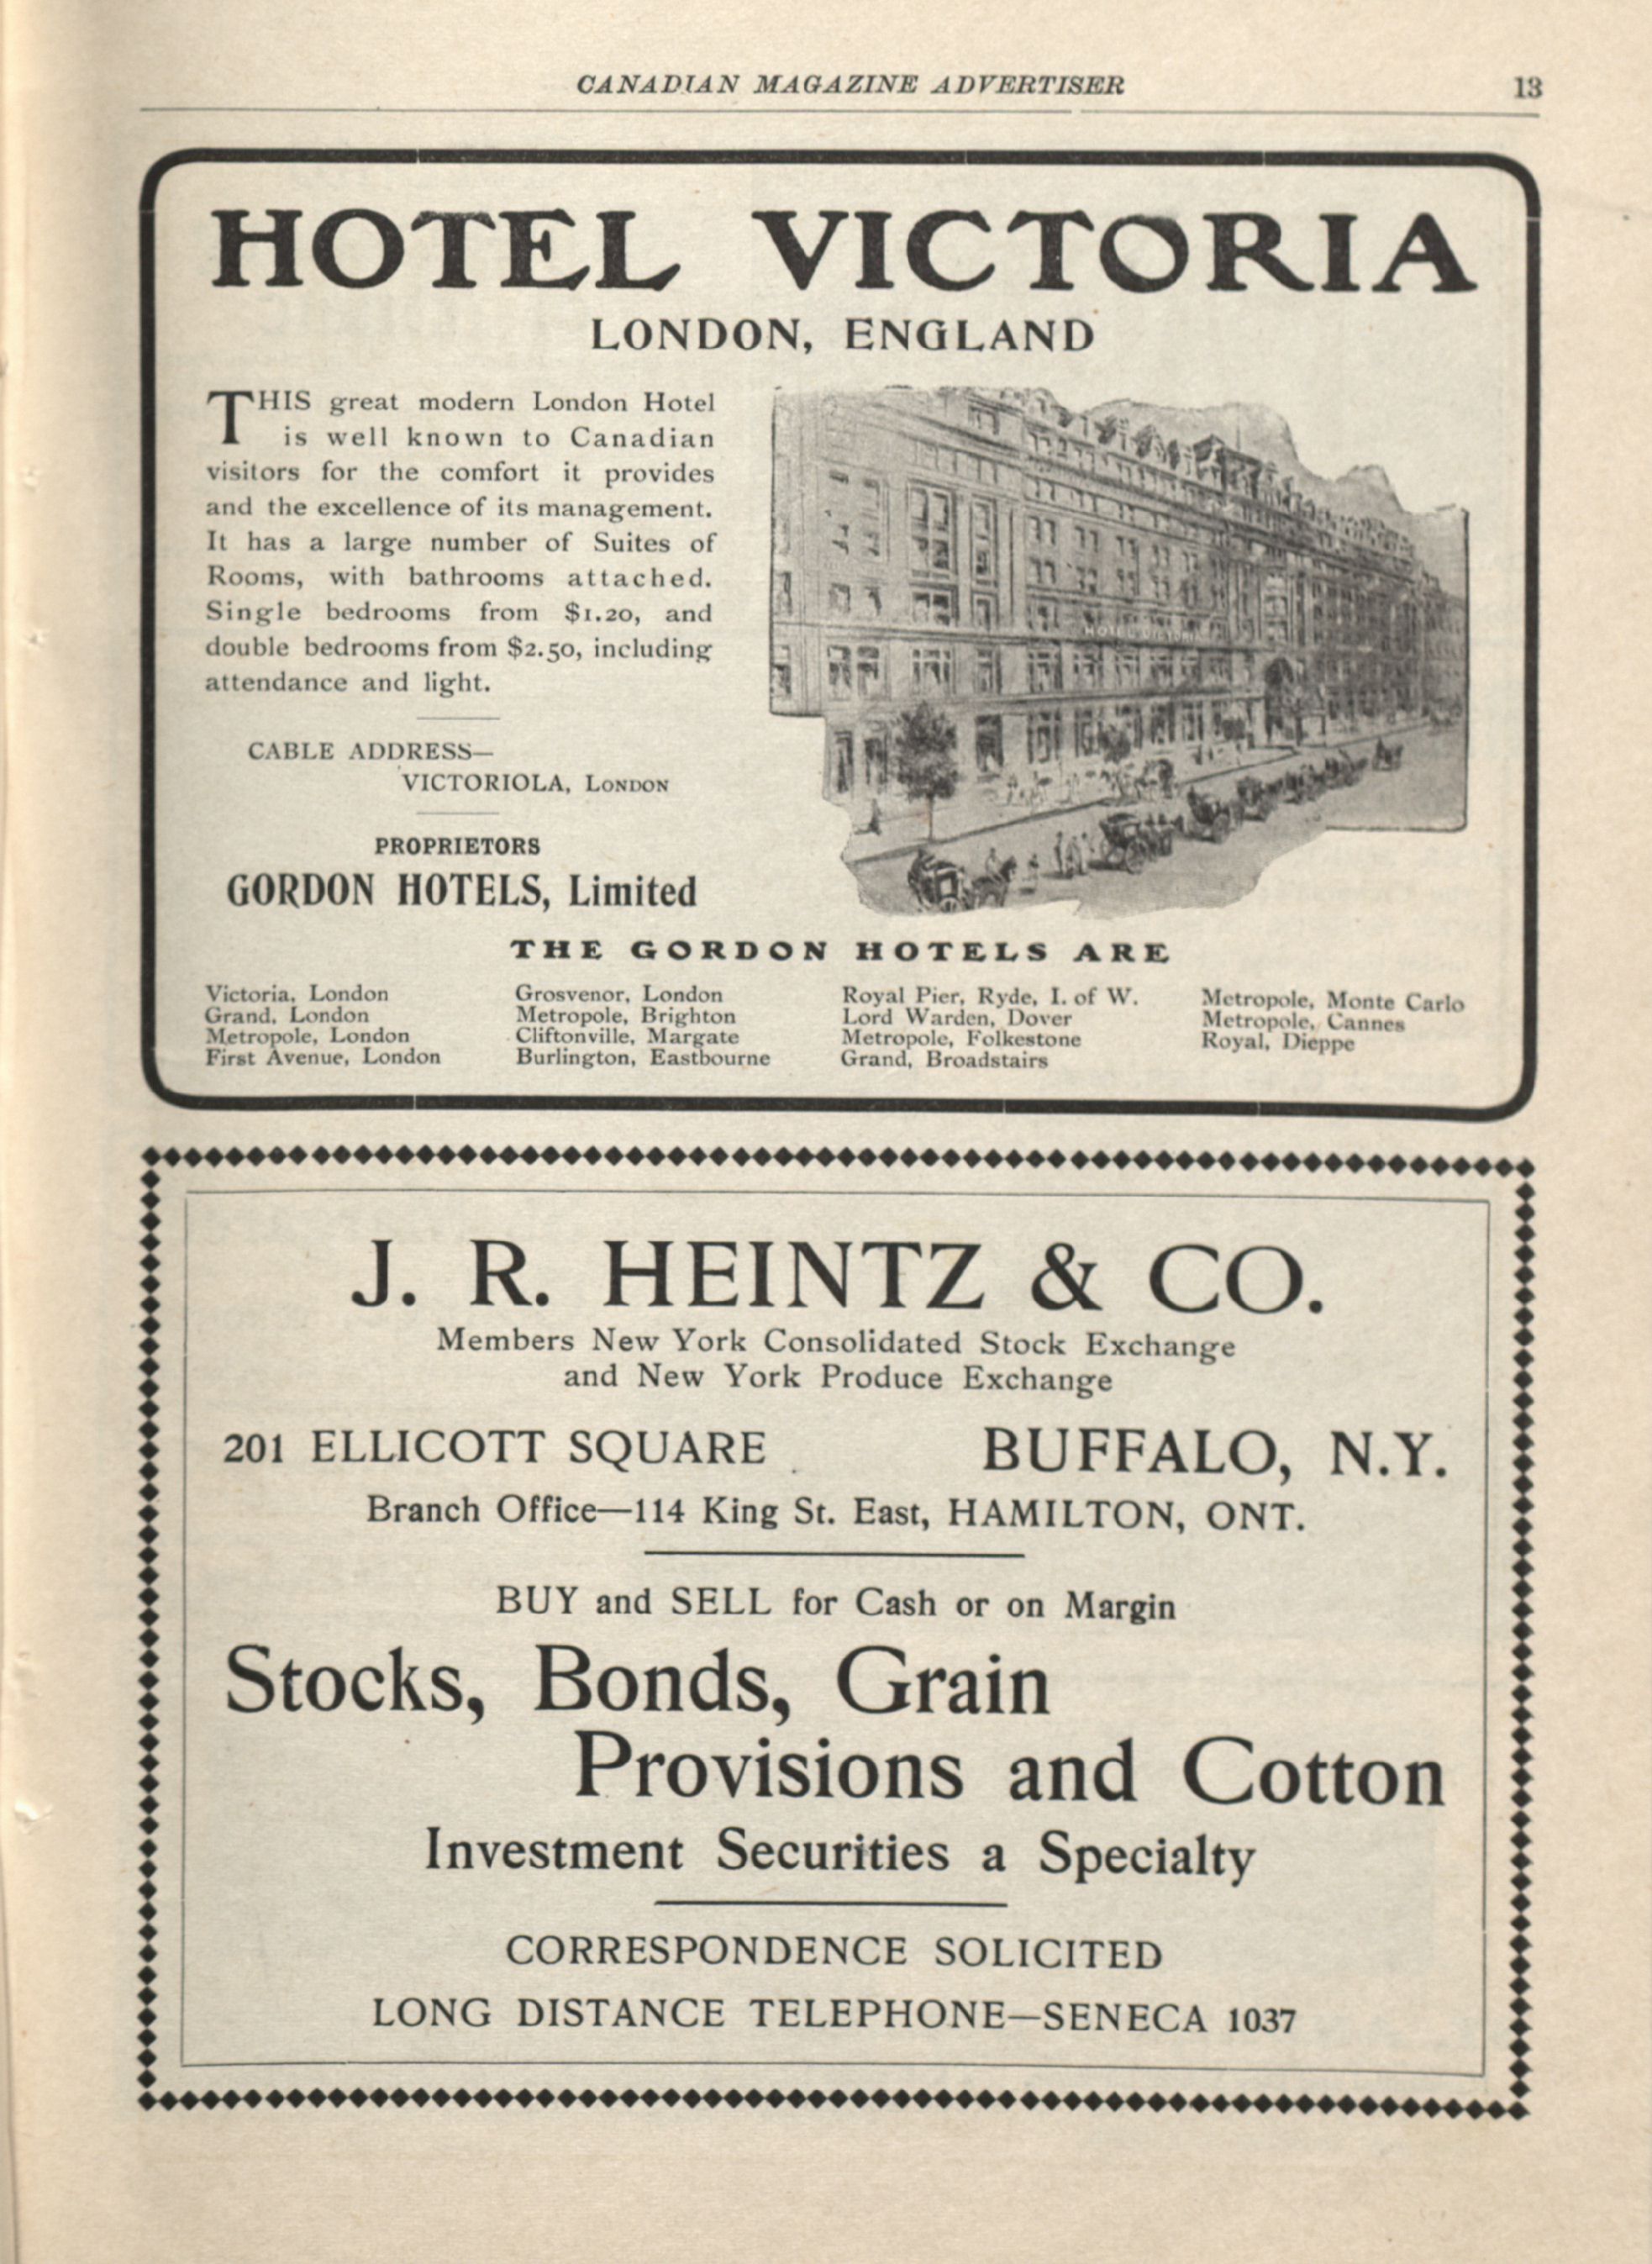 CANADIAN MAGAZINE ADVERTISER 13
HOTEL VICTORIA
LONDON, ENGLAND
THIS great modern London Hotel
is well known to Canadian
visitors for the comfort it provides
and the excellence of its management.
It has a large number of Suites of
Rooms, with bathrooms attached.
Single bedrooms from $1.20, and
double bedrooms from $2.50, including
attendance and light.
CABLE ADDRESS—
VICTORIOLA, LONDON
PROPRIETORS
GORDON HOTELS, Limited
HOTEL VICTORIA
THE GORDON HOTELS ARE
Victoria, London
Grand, London
Metropole, London
First Avenue, London
Grosvenor, London
Metropole, Brighton
Cliftonville, Margate
Burlington, Eastbourne
Royal Pier, Ryde, I. of W.
Lord Warden, Dover
Metropole, Folkestone
Grand, Broadstairs
Metropole, Monte Carlo
Metropole, Cannes
Royal, Dieppe
J. R. HEINTZ & CO.
Members New York Consolidated Stock Exchange
and New York Produce Exchange
201 ELLICOTT SQUARE BUFFALO, N.Y.
Branch Office—114 King St. East, HAMILTON, ONT.
BUY and SELL for Cash or on Margin
Stocks, Bonds, Grain
Provisions and Cotton
Investment Securities a Specialty
CORRESPONDENCE SOLICITED
LONG DISTANCE TELEPHONE—SENECA 1037